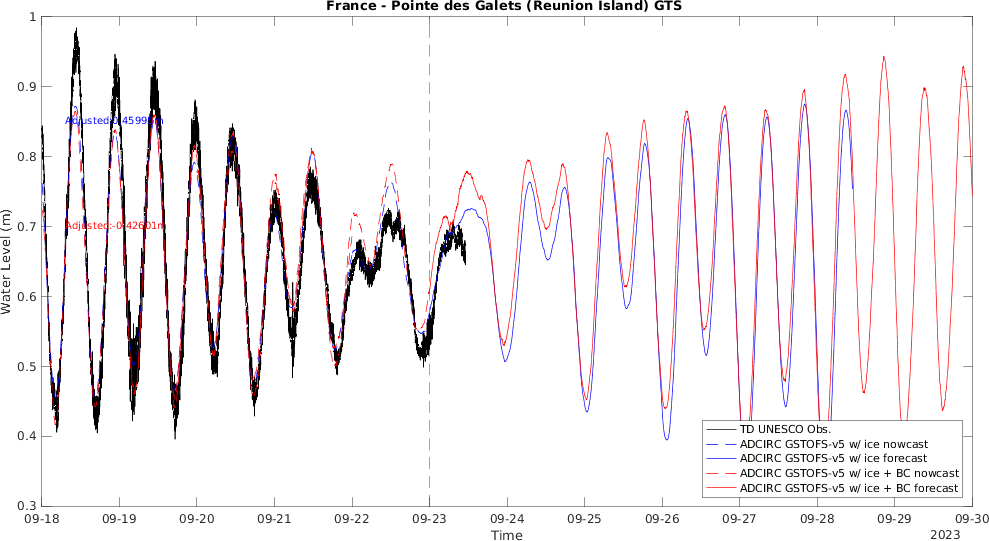 France - Pointe des Galets (Reunion Island) GTS
1
0.9
0.8
0.7
0.6
0.5
0.4
0.3
Water Level (m)
Adjusted:-0.42601m
09-18
09-19
09-20
09-21
09-22
09-23
09-24
09-25
09-26
09-27
09-28
09-29
09-30
Time
2023
TD UNESCO Obs.
ADCIRC GSTOFS-v5 w/ ice nowcast
ADCIRC GSTOFS-v5 w/ ice forecast
ADCIRC GSTOFS-v5 w/ ice + BC nowcast
ADCIRC GSTOFS-v5 w/ ice + BC forecast